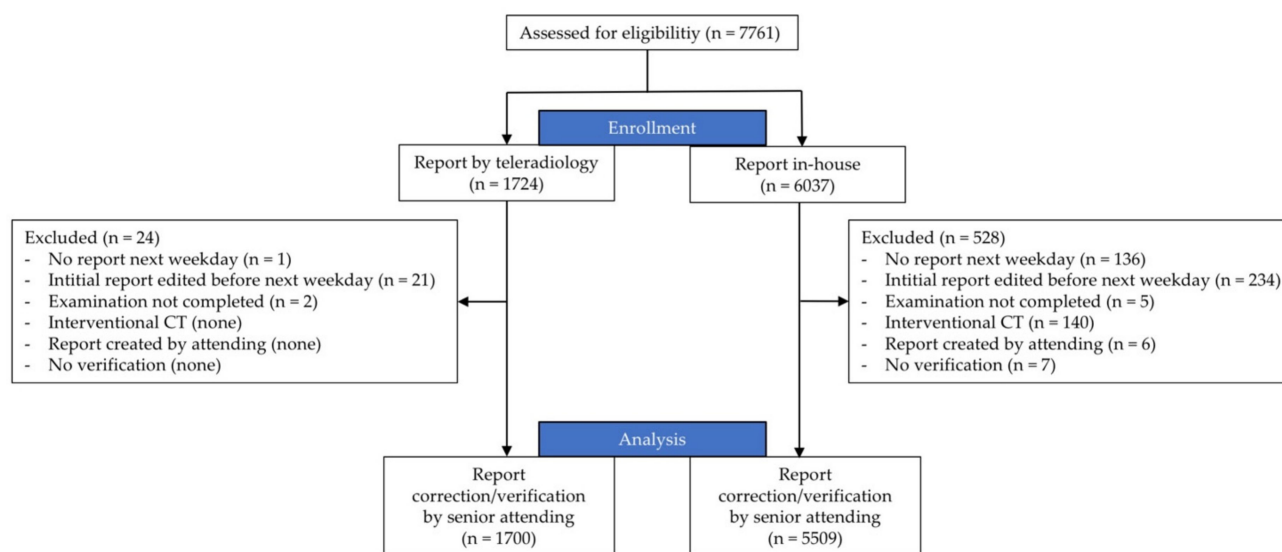 Assessed for eligibilitiy (n = 7761)
Enrollment
Report by teleradiology
(n = 1724)
Report in-house
(n = 6037)
Excluded (n = 24)
- No report next weekday (n = 1)
- Intitial report edited before next weekday (n = 21)
- Examination not completed (n = 2)
- Interventional CT (none)
- Report created by attending (none)
- No verification (none)
Excluded (n = 528)
- No report next weekday (n = 136)
- Intitial report edited before next weekday (n = 234)
- Examination not completed (n = 5)
- Interventional CT (n = 140)
- Report created by attending (n = 6)
- No verification (n = 7)
Analysis
Report
correction/verification
by senior attending
(n = 1700)
Report
correction/verification
by senior attending
(n = 5509)